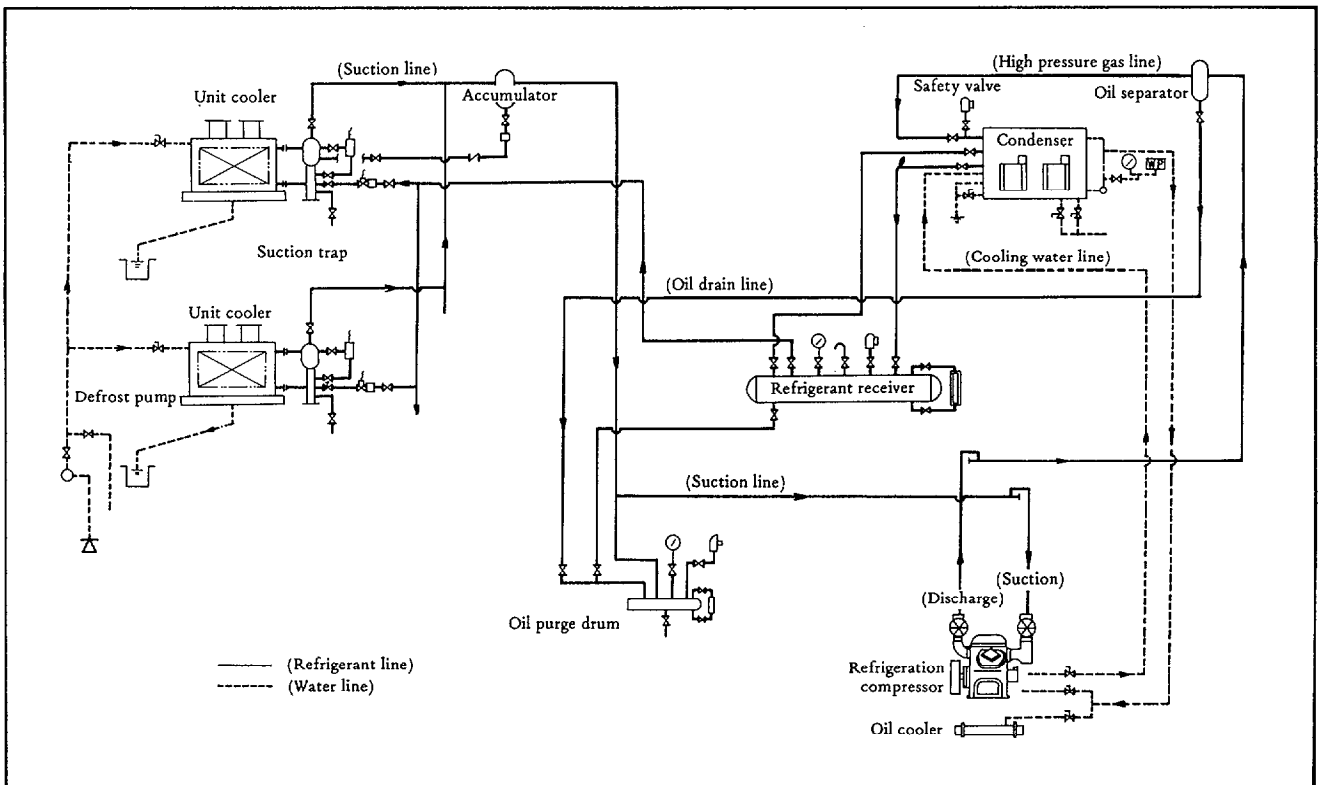 (Suction line)
Accumulator
Unit cooler
Suction trap
Unit cooler
Defrost pump
(High pressure gas line)
Safety valve
Oil separator
Condenser
WP
(Cooling water line)
(Oil drain line)
Refrigerant receiver
(Suction line)
Oil purge drum
(Discharge)
(Suction)
Refrigeration
compressor
Oil cooler
(Refrigerant line)
(Water line)